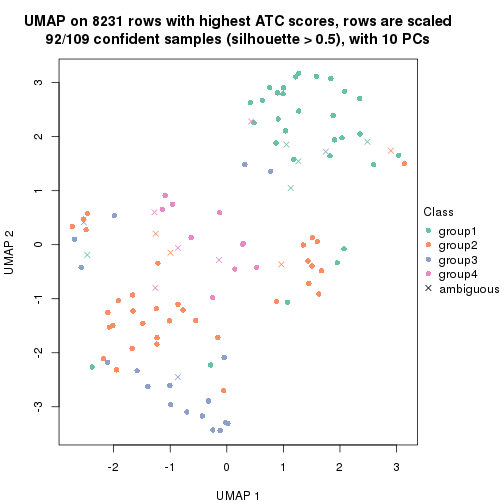 UMAP on 8231 rows with highest ATC scores, rows are scaled
92/109 confident samples (silhouette > 0.5), with 10 PCs
3
2
1
0
-1
-2
-3
UMAP 2
-2
-1
0
1
2
3
UMAP 1
Class
group1
group2
group3
group4
ambiguous